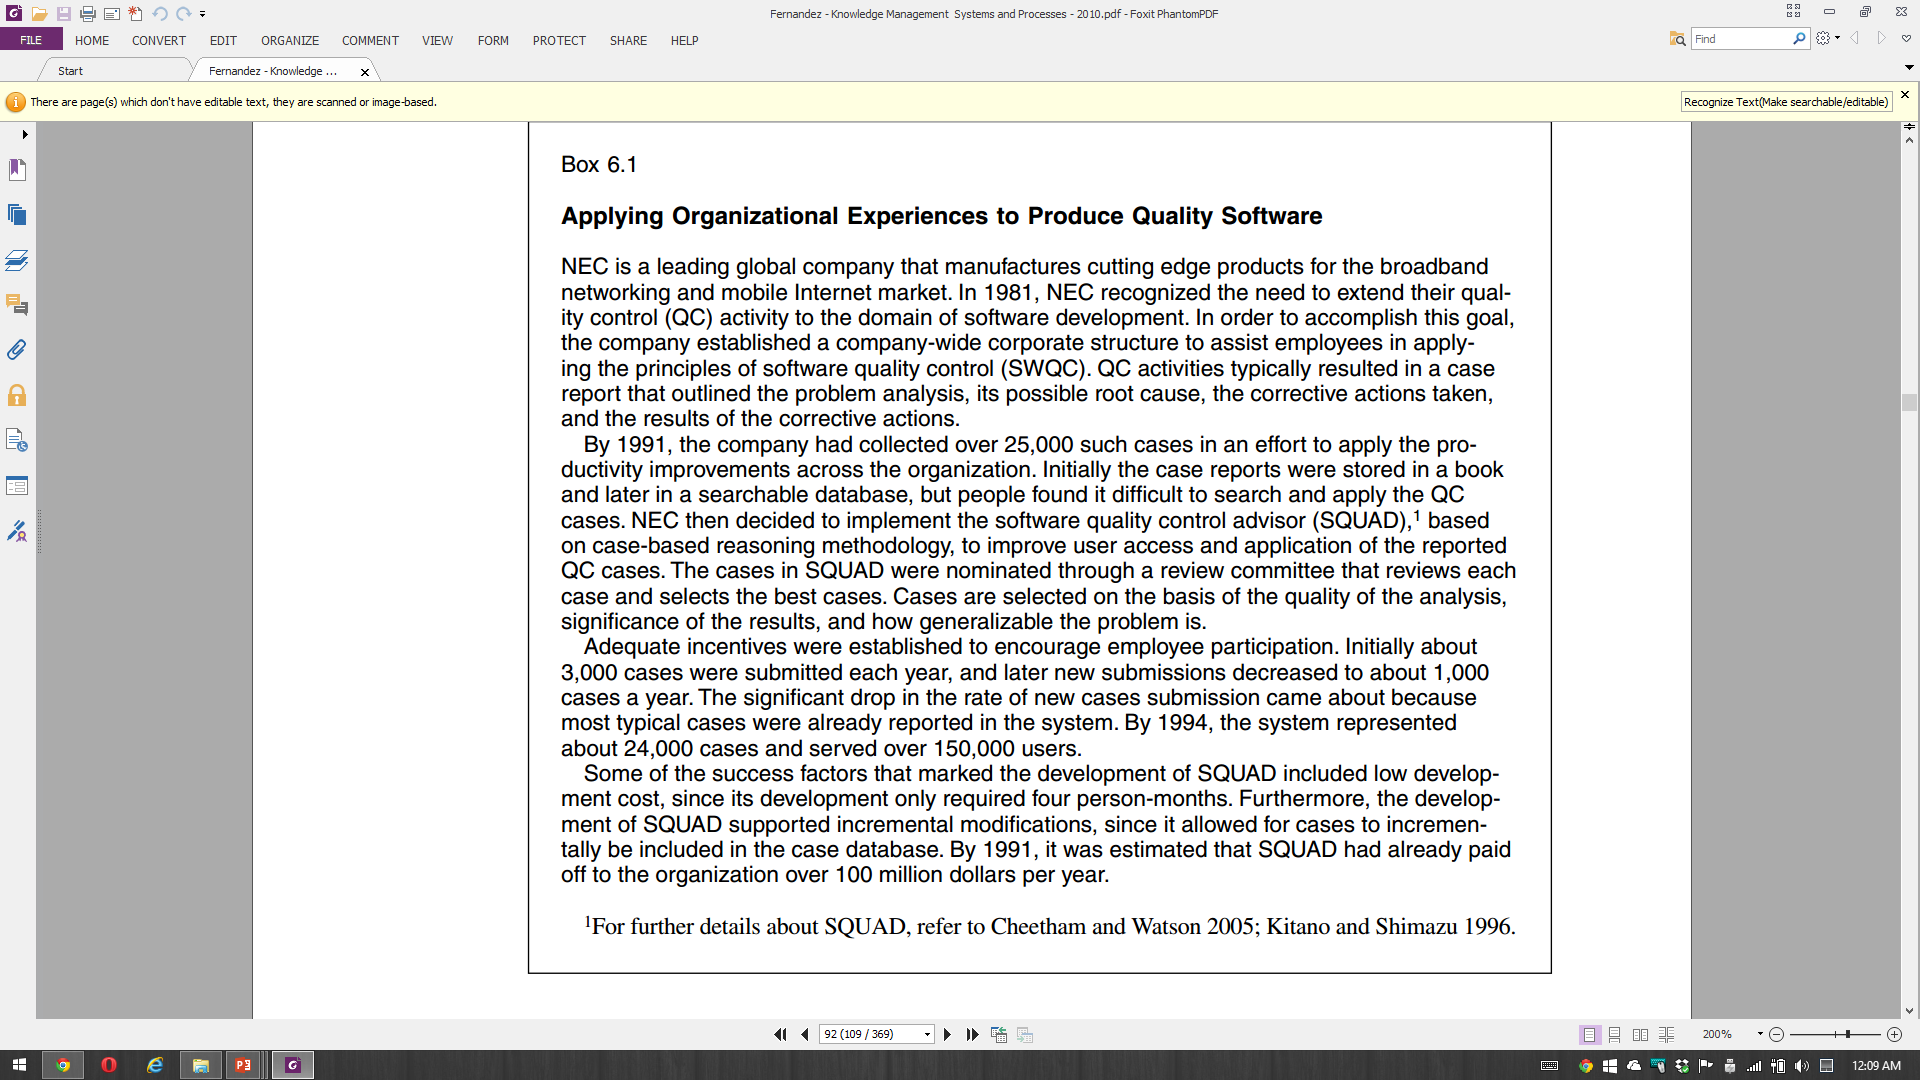 Fernandez - Knowledge Management Systems and Processes - 2010.pdf - Foxit PhantomPDF
FILE HOME CONVERT EDIT ORGANIZE COMMENT VIEW FORM PROTECT SHARE HELP
Find
Start
Fernandez - Knowledge ...
There are page(s) which don't have editable text, they are scanned or image-based.
Recognize Text(Make searchable/editable)
Box 6.1
Applying Organizational Experiences to Produce Quality Software
NEC is a leading global company that manufactures cutting edge products for the broadband
networking and mobile Internet market. In 1981, NEC recognized the need to extend their qual-
ity control (QC) activity to the domain of software development. In order to accomplish this goal,
the company established a company-wide corporate structure to assist employees in apply-
ing the principles of software quality control (SWQC). QC activities typically resulted in a case
report that outlined the problem analysis, its possible root cause, the corrective actions taken,
and the results of the corrective actions.
By 1991, the company had collected over 25,000 such cases in an effort to apply the pro-
ductivity improvements across the organization. Initially the case reports were stored in a book
and later in a searchable database, but people found it difficult to search and apply the QC
cases. NEC then decided to implement the software quality control advisor (SQUAD),¹ based
on case-based reasoning methodology, to improve user access and application of the reported
QC cases. The cases in SQUAD were nominated through a review committee that reviews each
case and selects the best cases. Cases are selected on the basis of the quality of the analysis,
significance of the results, and how generalizable the problem is.
Adequate incentives were established to encourage employee participation. Initially about
3,000 cases were submitted each year, and later new submissions decreased to about 1,000
cases a year. The significant drop in the rate of new cases submission came about because
most typical cases were already reported in the system. By 1994, the system represented
about 24,000 cases and served over 150,000 users.
Some of the success factors that marked the development of SQUAD included low develop-
ment cost, since its development only required four person-months. Furthermore, the develop-
ment of SQUAD supported incremental modifications, since it allowed for cases to incremen-
tally be included in the case database. By 1991, it was estimated that SQUAD had already paid
off to the organization over 100 million dollars per year.
¹For further details about SQUAD, refer to Cheetham and Watson 2005; Kitano and Shimazu 1996.
92 (109 / 369)
200%
12:09 AM